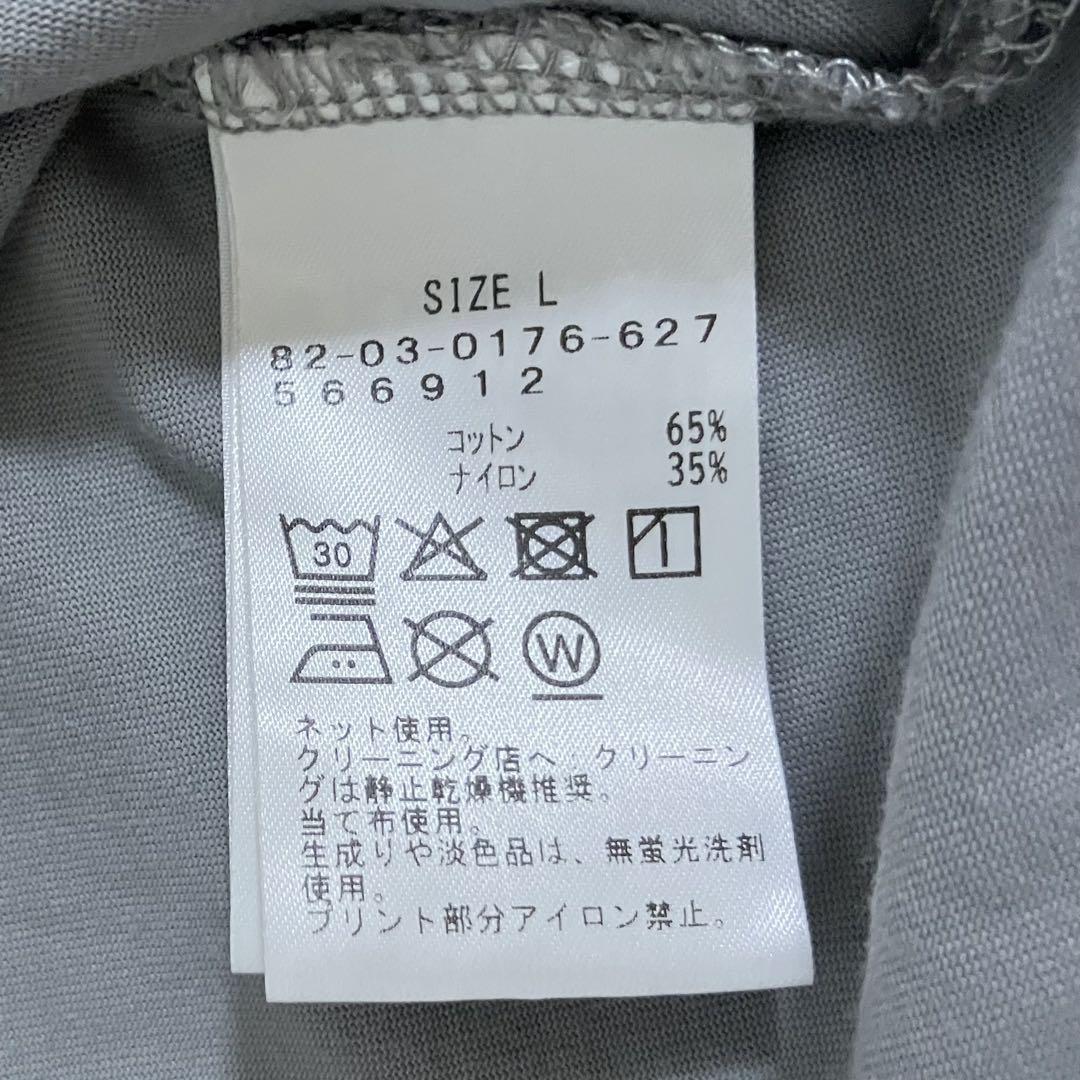 SIZE L
82-03-0176-627
566912
コットン 65%
ナイロン 35%
30
W
ネット使用。
クリーニング店へ：クリーニン
グは静止乾燥機推奨。
当て布使用。
生成りや淡色品は、無蛍光洗剤
使用。
プリント部分アイロン禁止。